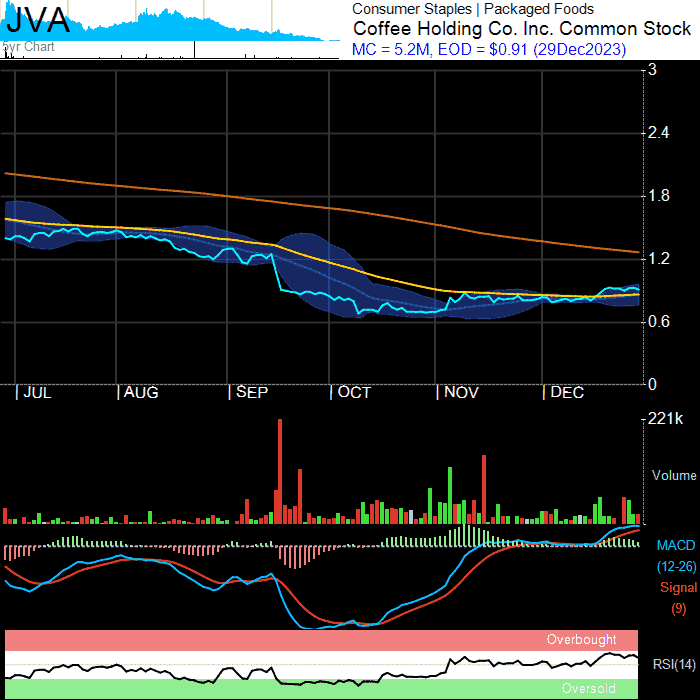 JVA
5yr Chart
Consumer Staples | Packaged Foods
Coffee Holding Co. Inc. Common Stock
MC = 5.2M, EOD = $0.91 (29Dec2023)
3
2.4
1.8
1.2
0.6
0
| JUL | AUG | SEP | OCT | NOV | DEC
221k
Volume
MACD
(12-26)
Signal
(9)
Overbought
RSI(14)
Oversold